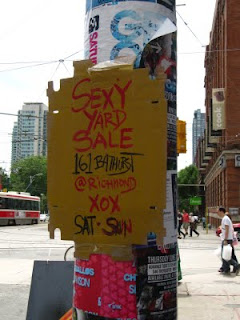 SEXY
YARD
SALE
161 BATHURST
@RICHMOND
XOX
SAT-SUN